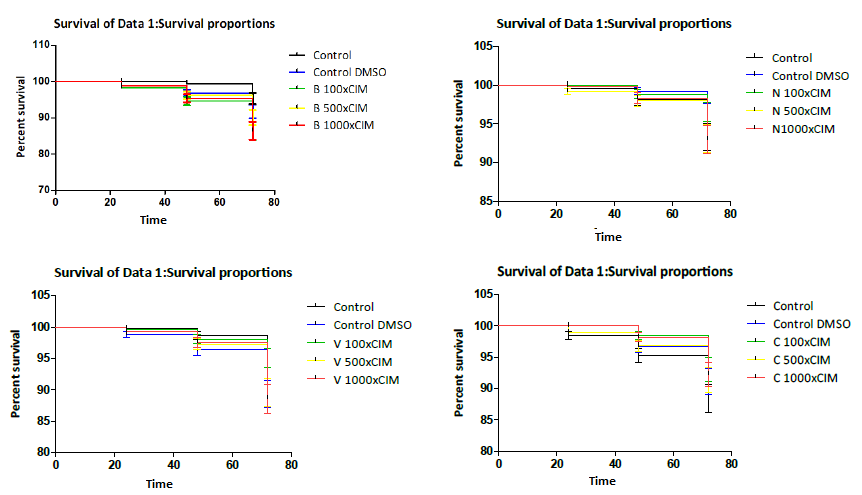 Survival of Data 1:Survival proportions
110
100
90
80
70
0
20
40
60
80
Percent survival
Time
Control
Control DMSO
B 100xCIM
B 500xCIM
B 1000xCIM
Survival of Data 1:Survival proportions
105
100
95
90
85
0
20
40
60
80
Percent survival
Time
Control
Control DMSO
N 100xCIM
N 500xCIM
N1000xCIM
Survival of Data 1:Survival proportions
105
100
95
90
85
80
0
20
40
60
80
Percent survival
Time
Control
Control DMSO
V 100xCIM
V 500xCIM
V 1000xCIM
Survival of Data 1:Survival proportions
105
100
95
90
85
80
0
20
40
60
80
Percent survival
Time
Control
Control DMSO
C 100xCIM
C 500xCIM
C 1000xCIM